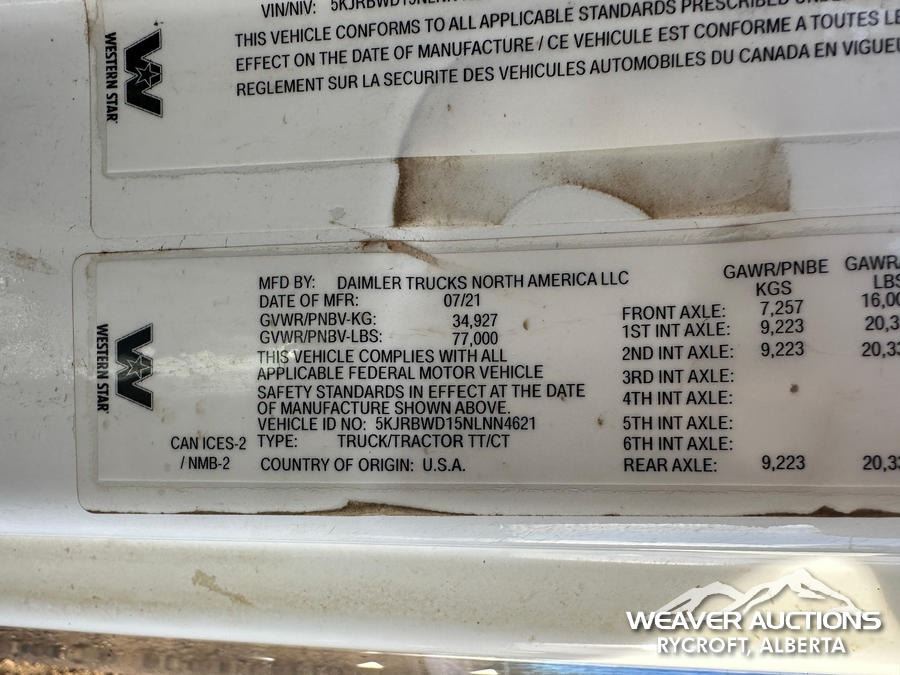 VIN/NIV:
THIS VEHICLE CONFORMS TO ALL APPLICABLE STANDARDS PRESCRIBED
EFFECT ON THE DATE OF MANUFACTURE / CE VEHICULE EST CONFORME A TOUTES
REGLEMENT SUR LA SECURITE DES VEHICULES AUTOMOBILES DU CANADA EN
WESTERN STAR
GAWR/PNBE
KGS LBS
MFD BY: DAIMLER TRUCKS NORTH AMERICA LLC
DATE OF MFR: 07/21
GVWR/PNBV-KG: 34,927
GVWR/PNBV-LBS: 77,000
THIS VEHICLE COMPLIES WITH ALL
APPLICABLE FEDERAL MOTOR VEHICLE
SAFETY STANDARDS IN EFFECT AT THE DATE
OF MANUFACTURE SHOWN ABOVE.
VEHICLE ID NO: 5KJRBWD15NLNN4621
TYPE: TRUCK/TRACTOR TT/CT
COUNTRY OF ORIGIN: U.S.A.
FRONT AXLE: 7,257
1ST INT AXLE: 9,223
2ND INT AXLE: 9,223
3RD INT AXLE:
4TH INT AXLE:
5TH INT AXLE:
6TH INT AXLE:
REAR AXLE: 9,223
WESTERN STAR
CAN ICES-2
/ NMB-2
WEAVER AUCTIONS
RYCROFT, ALBERTA